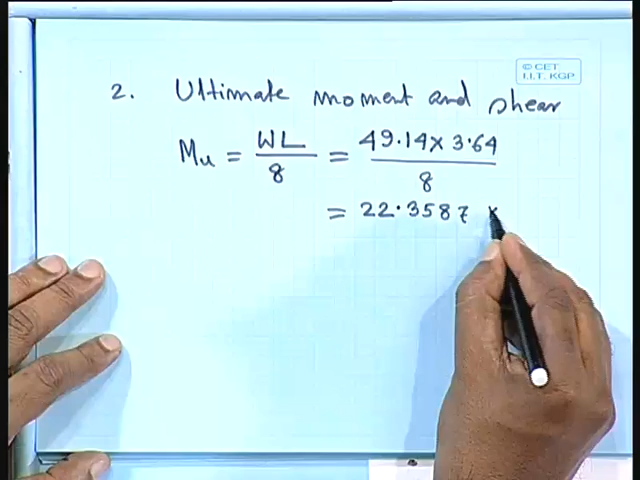 © CET
I.I.T. KGP
2. Ultimate moment and shear
Mu = WL/8 = 49.14 x 3.64/8
= 22.3587